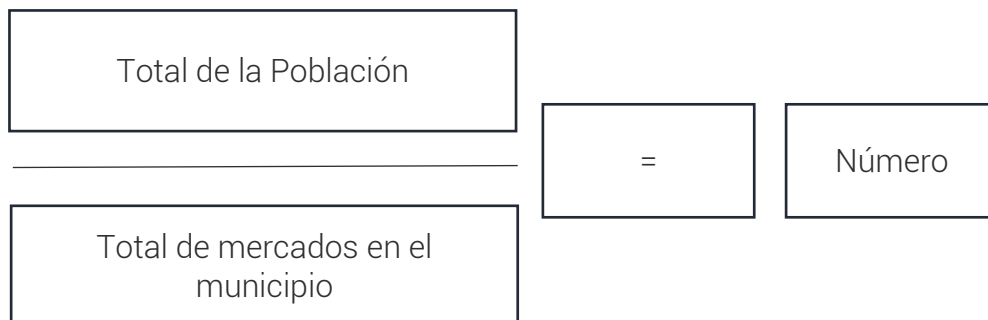 Total de la Población
=
Número
Total de mercados en el
municipio